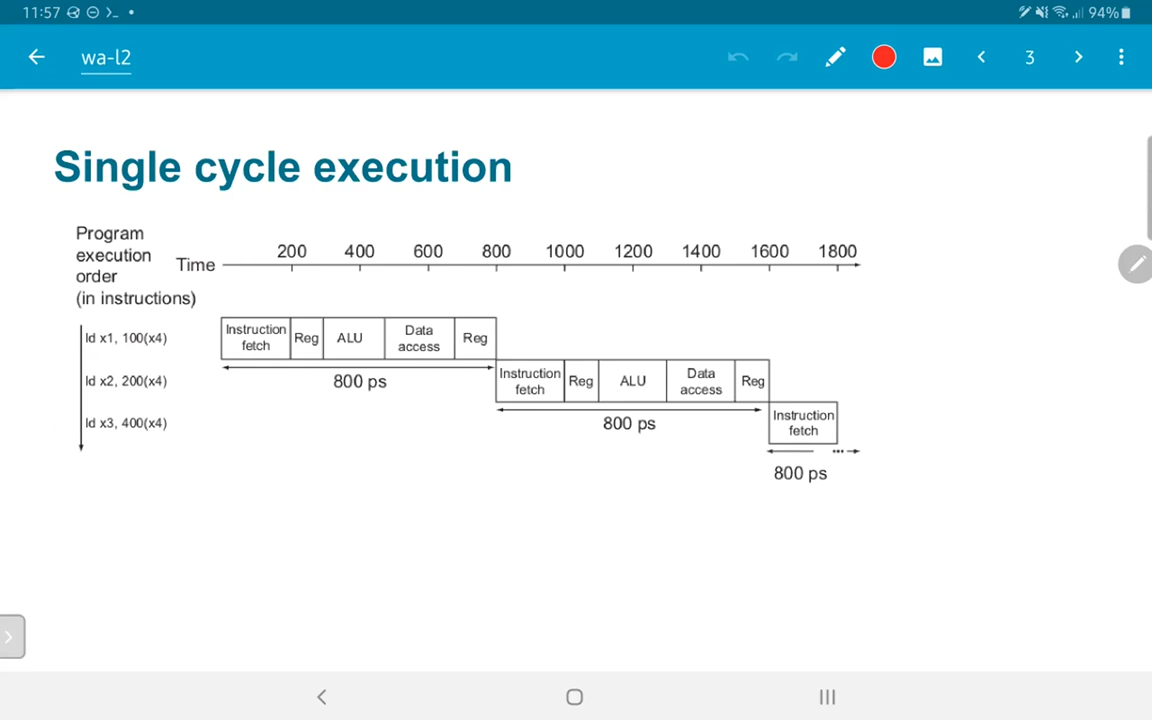 11:57
94%
wa-l2
3
Single cycle execution
Program
execution
order
(in instructions)
Time
200 400 600 800 1000 1200 1400 1600 1800
ld x1, 100(x4)
Instruction
fetch
Reg
ALU
Data
access
Reg
800 ps
ld x2, 200(x4)
Instruction
fetch
Reg
ALU
Data
access
Reg
800 ps
ld x3, 400(x4)
Instruction
fetch
...
800 ps